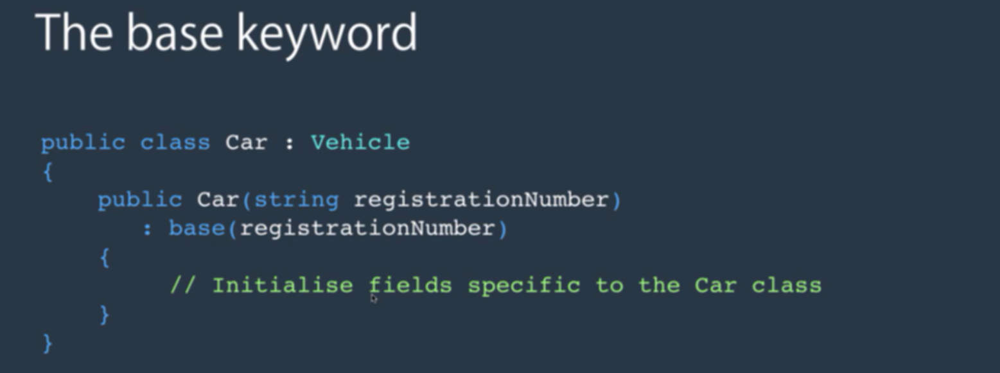 The base keyword
public class Car : Vehicle
{
    public Car(string registrationNumber)
       : base(registrationNumber)
    {
         // Initialise fields specific to the Car class
    }
}